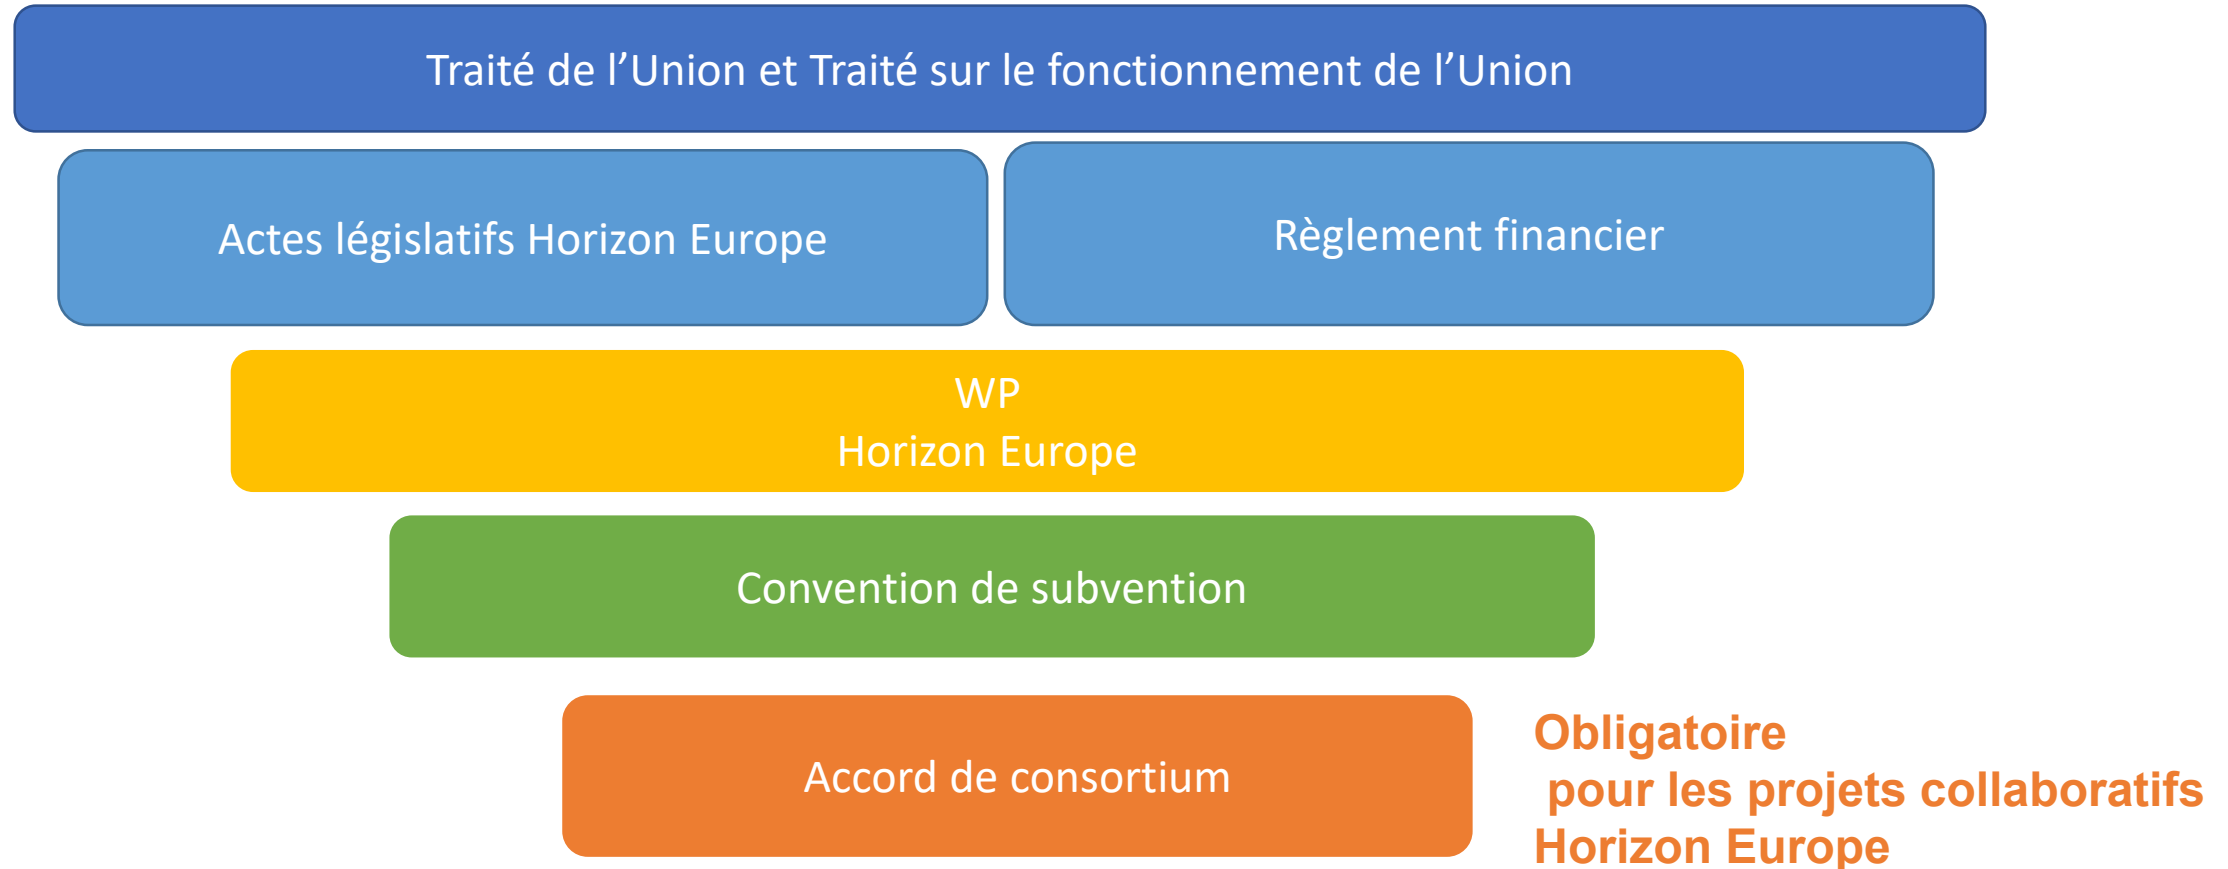 Traité de l’Union et Traité sur le fonctionnement de l’Union
Actes législatifs Horizon Europe
Règlement financier
WP
Horizon Europe
Convention de subvention
Accord de consortium
Obligatoire
pour les projets collaboratifs
Horizon Europe